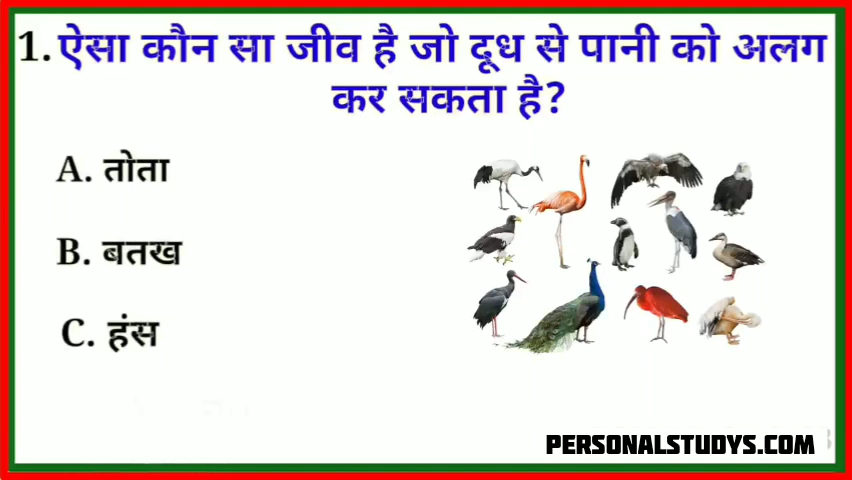 1. ऐसा कौन सा जीव है जो दूध से पानी को अलग
कर सकता है?
A. तोता
B. बतख
C. हंस
PERSONALSTUDYS.COM